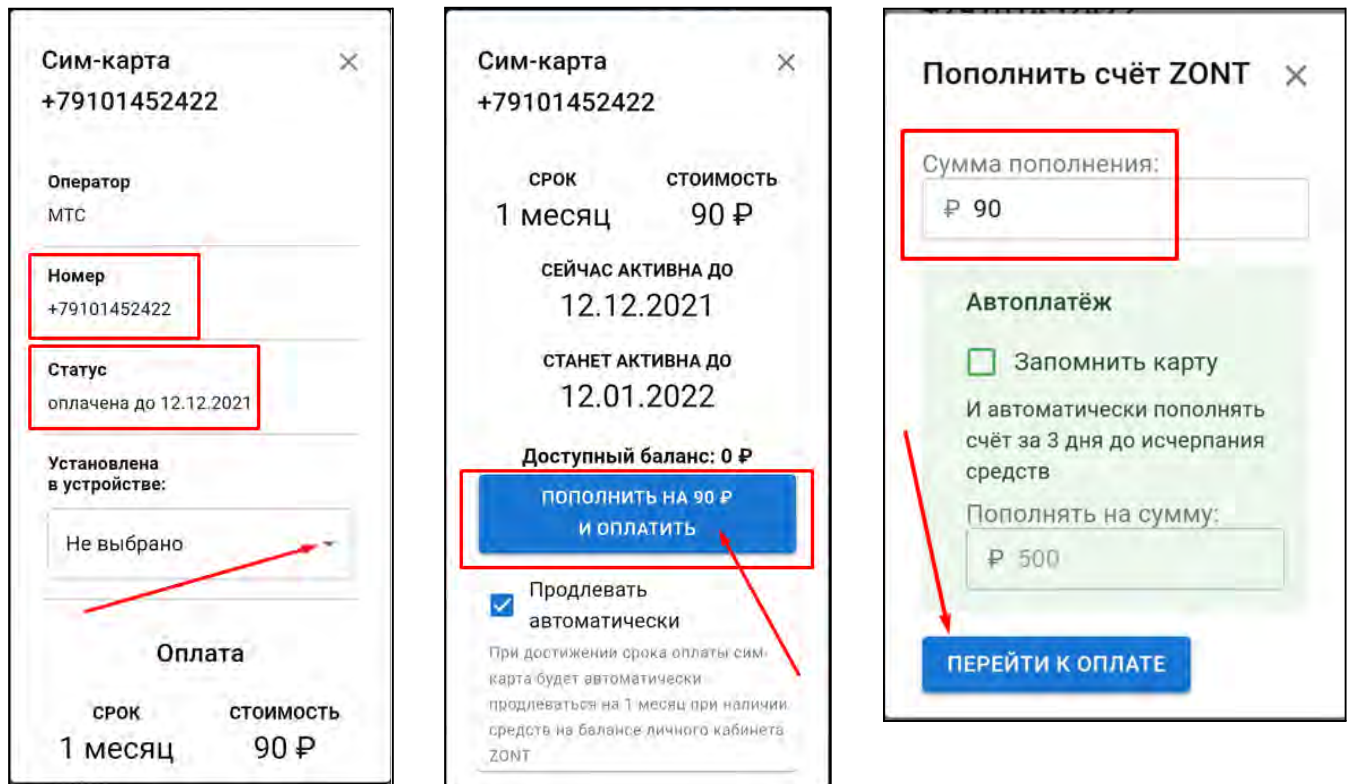 Сим-карта
+79101452422
Оператор
МТС
Номер
+79101452422
Статус
оплачена до 12.12.2021
Установлена
в устройстве:
Не выбрано
Оплата
СРОК СТОИМОСТЬ
1 месяц 90 ₽
Сим-карта
+79101452422
СРОК СТОИМОСТЬ
1 месяц 90 ₽
СЕЙЧАС АКТИВНА ДО
12.12.2021
СТАНЕТ АКТИВНА ДО
12.01.2022
Доступный баланс: 0 ₽
ПОПОЛНИТЬ НА 90 ₽
И ОПЛАТИТЬ
Продлевать
автоматически
При достижении срока оплаты сим-
карта будет автоматически
продлеваться на 1 месяц при наличии
средств на балансе личного кабинета
ZONT
Пополнить счёт ZONT
Сумма пополнения:
₽ 90
Автоплатёж
Запомнить карту
И автоматически пополнять
счёт за 3 дня до исчерпания
средств
Пополнять на сумму:
₽ 500
ПЕРЕЙТИ К ОПЛАТЕ